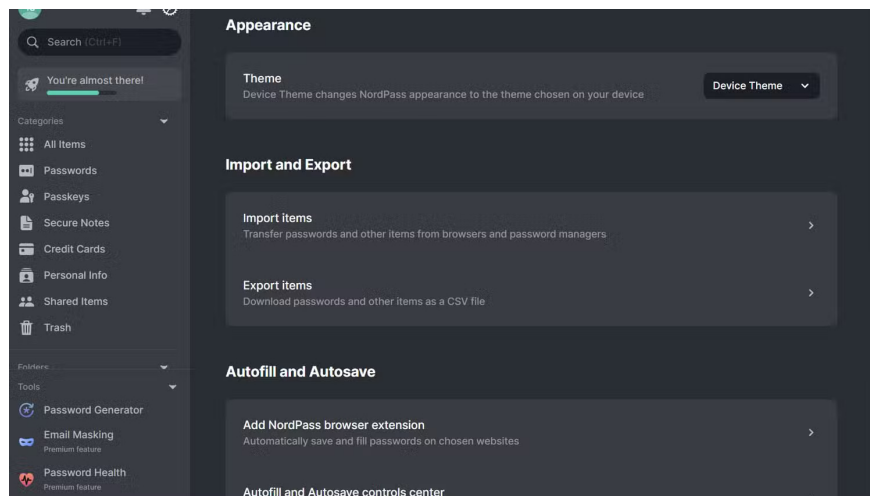 Search (Ctrl+F)
You're almost there!
Categories
All Items
Passwords
Passkeys
Secure Notes
Credit Cards
Personal Info
Shared Items
Trash
Folders
Tools
Password Generator
Email Masking
Premium feature
Password Health
Premium feature
Appearance
Theme
Device Theme changes NordPass appearance to the theme chosen on your device
Device Theme
Import and Export
Import items
Transfer passwords and other items from browsers and password managers
Export items
Download passwords and other items as a CSV file
Autofill and Autosave
Add NordPass browser extension
Automatically save and fill passwords on chosen websites
Autofill and Autosave controls center